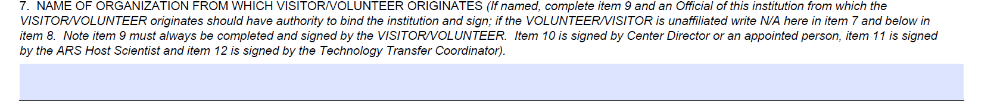 7.  NAME OF ORGANIZATION FROM WHICH VISITOR/VOLUNTEER ORIGINATES (If named, complete item 9 and an Official of this institution from which the
VISITOR/VOLUNTEER originates should have authority to bind the institution and sign; if the VOLUNTEER/VISITOR is unaffiliated write N/A here in item 7 and below in
item 8.  Note item 9 must always be completed and signed by the VISITOR/VOLUNTEER.  Item 10 is signed by Center Director or an appointed person, item 11 is signed
by the ARS Host Scientist and item 12 is signed by the Technology Transfer Coordinator).